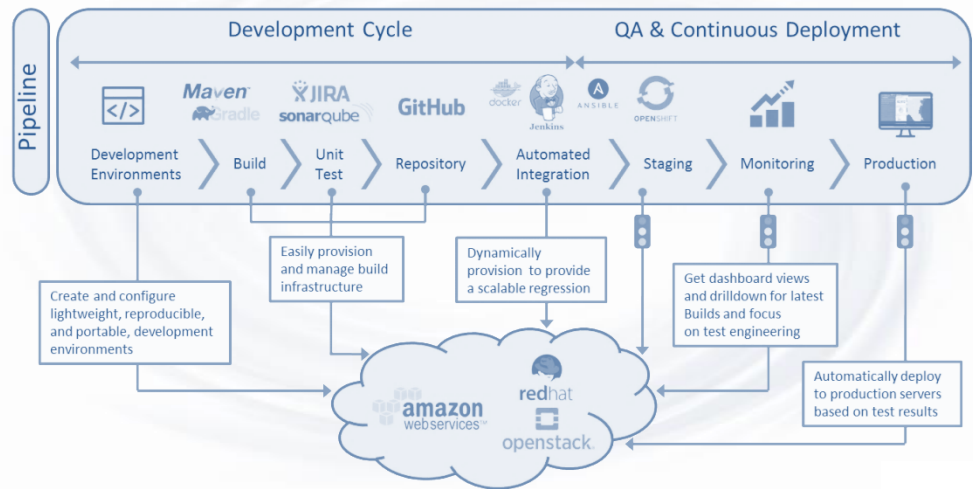 Pipeline
Development Cycle
QA & Continuous Deployment
</>
Maven™
Gradle
JIRA
sonarqube
GitHub
docker
Jenkins
A
ANSIBLE
OPENSHIFT
Development
Environments
Build
Unit
Test
Repository
Automated
Integration
Staging
Monitoring
Production
Create and configure
lightweight, reproducible,
and portable, development
environments
Easily provision
and manage build
infrastructure
Dynamically
provision to provide
a scalable regression
Get dashboard views
and drilldown for latest
Builds and focus
on test engineering
Automatically deploy
to production servers
based on test results
amazon
webservices™
redhat
openstack.